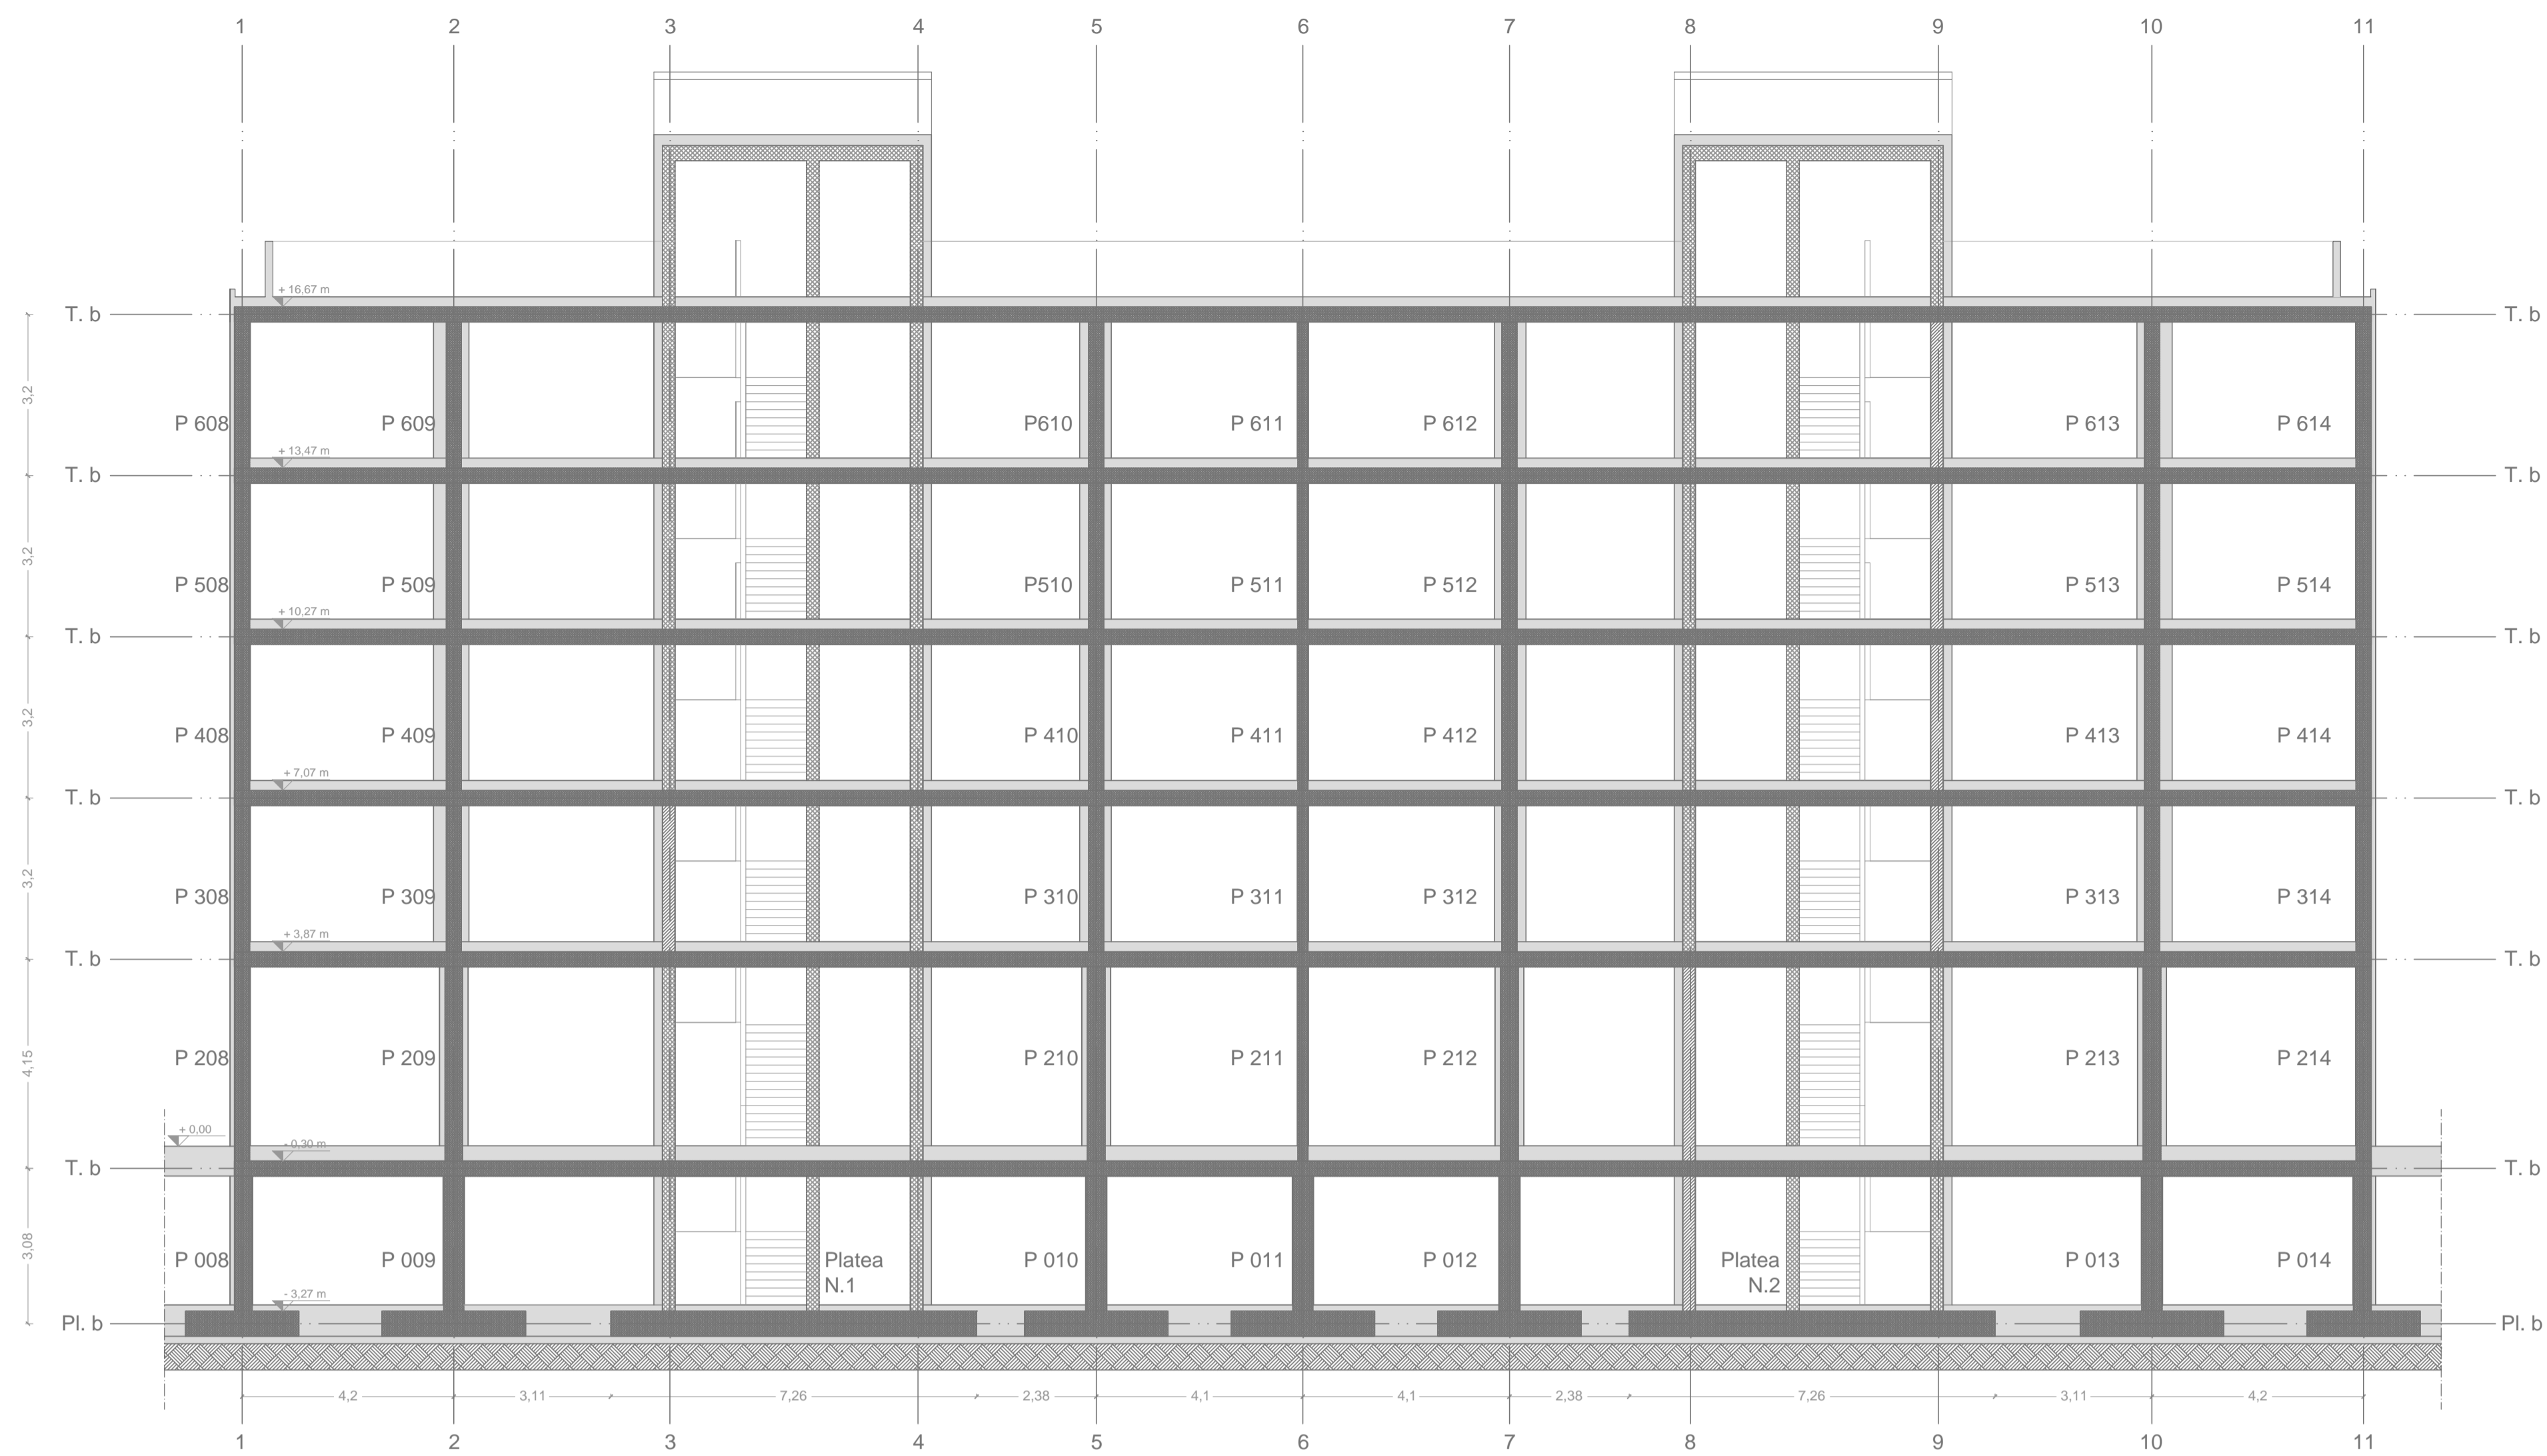 1 2 3 4 5 6 7 8 9 10 11
+ 16,67 m
T. b T. b
3,2
P 608 P 609 P610 P 611 P 612 P 613 P 614
+ 13,47 m
T. b T. b
3,2
P 508 P 509 P510 P 511 P 512 P 513 P 514
+ 10,27 m
T. b T. b
3,2
P 408 P 409 P 410 P 411 P 412 P 413 P 414
+ 7,07 m
T. b T. b
3,2
P 308 P 309 P 310 P 311 P 312 P 313 P 314
+ 3,87 m
T. b T. b
4,15
P 208 P 209 P 210 P 211 P 212 P 213 P 214
+ 0,00
- 0,30 m
T. b T. b
3,08
P 008 P 009 Platea P 010 P 011 P 012 Platea P 013 P 014
N.1 N.2
- 3,27 m
Pl. b Pl. b
4,2 3,11 7,26 2,38 4,1 4,1 2,38 7,26 3,11 4,2
1 2 3 4 5 6 7 8 9 10 11